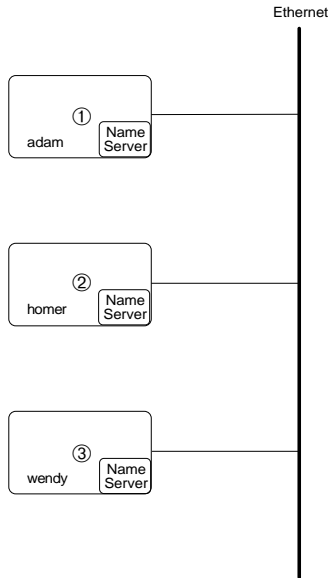 Ethernet
①
Name
Server
adam
②
Name
Server
homer
③
Name
Server
wendy